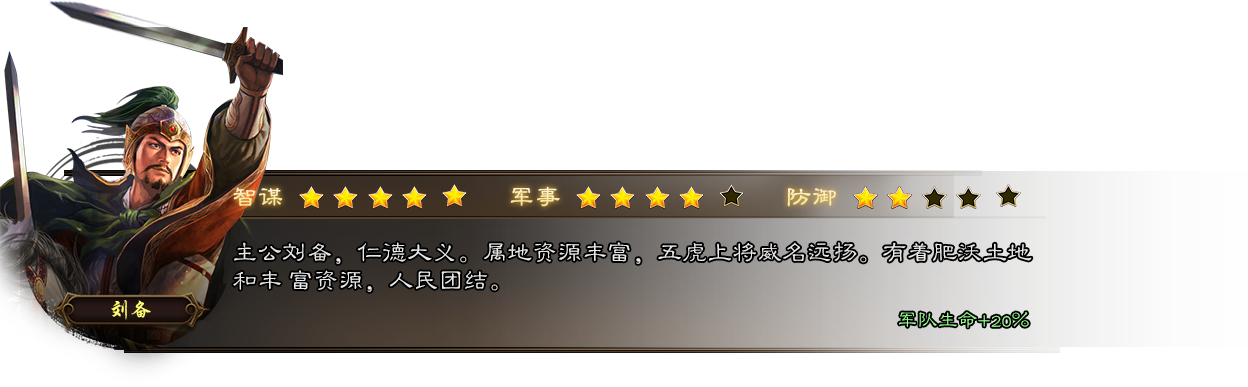 智谋 军事 防御
主公刘备，仁德大义。属地资源丰富，五虎上将威名远扬。有着肥沃土地
和丰 富资源，人民团结。
刘备
军队生命+20%